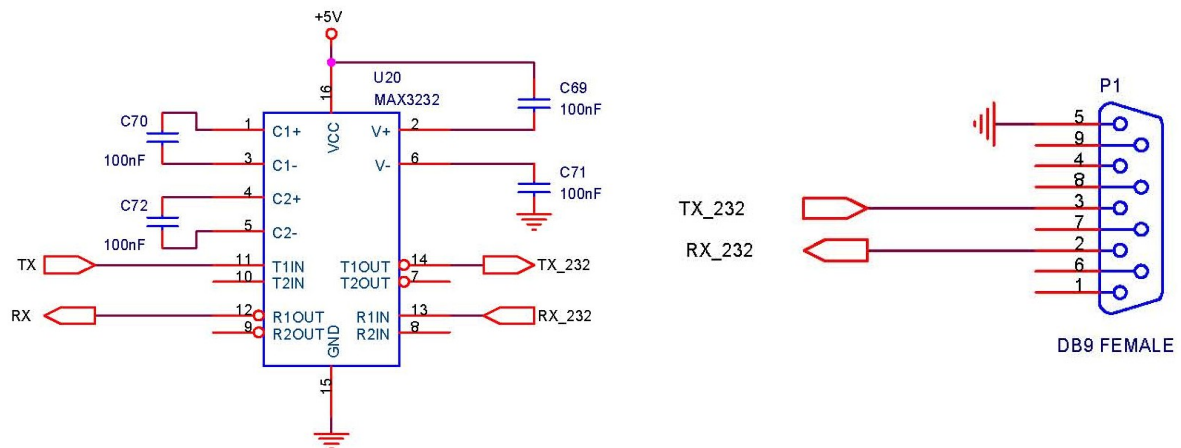 +5V
U20
MAX3232
C69
100nF
16
VCC
C70
100nF
1
C1+
V+
2
3
C1-
V-
6
C71
100nF
4
C2+
C72
100nF
5
C2-
TX
11
T1IN
T1OUT
14
TX_232
10
T2IN
T2OUT
7
RX
12
R1OUT
R1IN
13
RX_232
9
R2OUT
R2IN
8
GND
15
P1
5
9
4
8
TX_232
3
7
RX_232
2
6
1
DB9 FEMALE